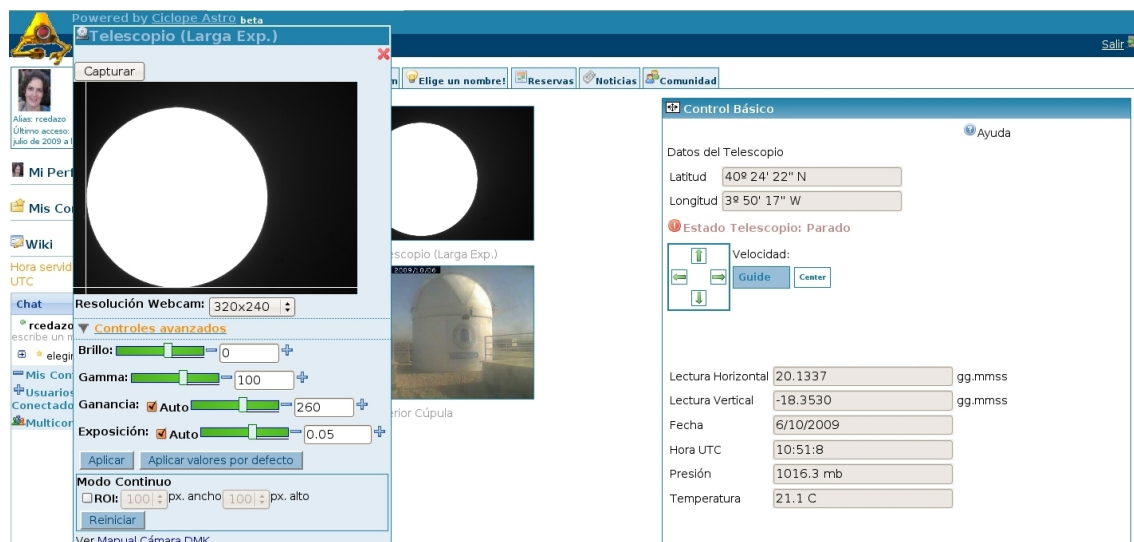 Powered by Ciclope Astro beta
Salir
Telescopio (Larga Exp.)
Capturar
Elige un nombre!
Reservas
Noticias
Comunidad
Alias: rcedazo
Último acceso:
julio de 2009 a
Mi Perf
Mis Co
Wiki
Hora servid
UTC
Chat
rcedazo
escribe un m
elegir
Mis Con
Usuarios
Conectado
Multicon
Resolución Webcam: 320x240
Controles avanzados
Brillo: 0
Gamma: 100
Ganancia: Auto 260
Exposición: Auto 0.05
Aplicar Aplicar valores por defecto
Modo Continuo
ROI: 100 px. ancho 100 px. alto
Reiniciar
Ver Manual Cámara DMK
escopio (Larga Exp.)
2009/10/06
rior Cúpula
Control Básico
Ayuda
Datos del Telescopio
Latitud 40º 24' 22" N
Longitud 3º 50' 17" W
Estado Telescopio: Parado
Velocidad:
Guide Center
Lectura Horizontal 20.1337 gg.mmss
Lectura Vertical -18.3530 gg.mmss
Fecha 6/10/2009
Hora UTC 10:51:8
Presión 1016.3 mb
Temperatura 21.1 C